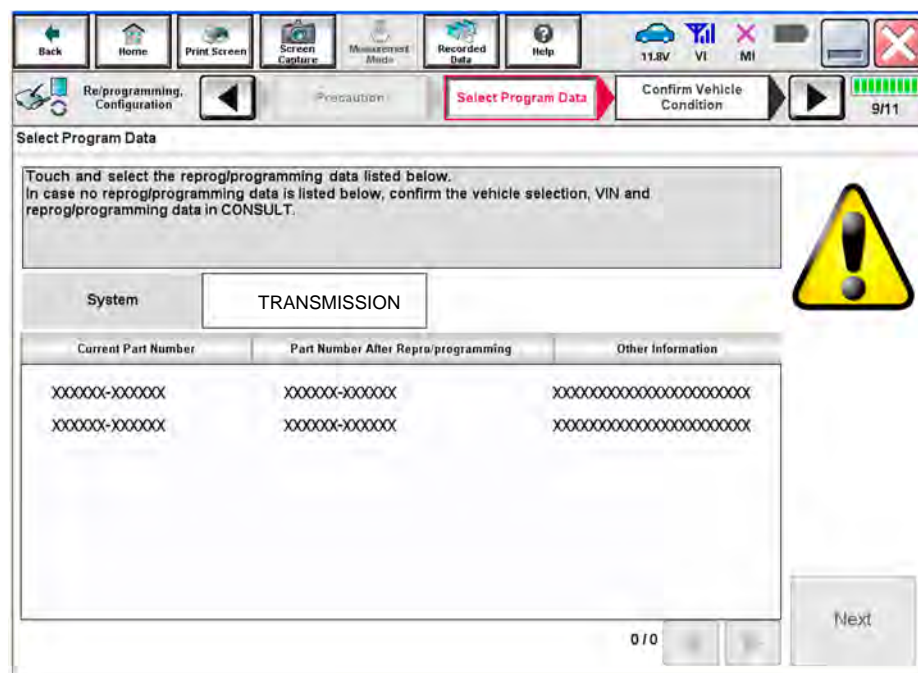 Back
Home
Print Screen
Screen Capture
Measurement Mode
Recorded Data
Help
11.8V
VI
MI
Re/programming, Configuration
Precaution
Select Program Data
Confirm Vehicle Condition
9/11
Select Program Data
Touch and select the reprog/programming data listed below.
In case no reprog/programming data is listed below, confirm the vehicle selection, VIN and
reprog/programming data in CONSULT.
System
TRANSMISSION
Current Part Number
Part Number After Repro/programming
Other Information
XXXXXX-XXXXXX XXXXXX-XXXXXX XXXXXXXXXXXXXXXXXXXXXX
XXXXXX-XXXXXX XXXXXX-XXXXXX XXXXXXXXXXXXXXXXXXXXXX
0/0
Next